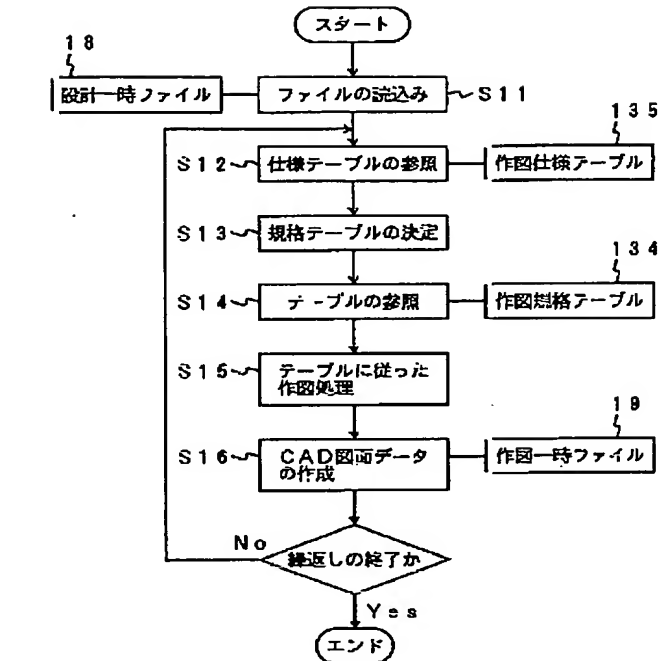 スタート
18
設計一時ファイル
ファイルの読込み
S11
135
S12
仕様テーブルの参照
作図仕様テーブル
S13
規格テーブルの決定
134
S14
テーブルの参照
作図規格テーブル
S15
テーブルに従った
作図処理
19
S16
CAD図面データ
の作成
作図一時ファイル
No
繰返しの終了か
Yes
エンド